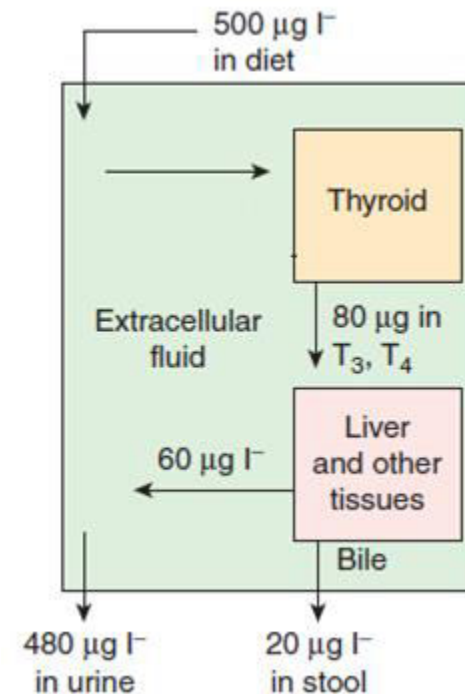 500 μg l⁻
in diet
Thyroid
80 μg in
T₃, T₄
Extracellular
fluid
Liver
and other
tissues
60 μg l⁻
Bile
480 μg l⁻
in urine
20 μg l⁻
in stool